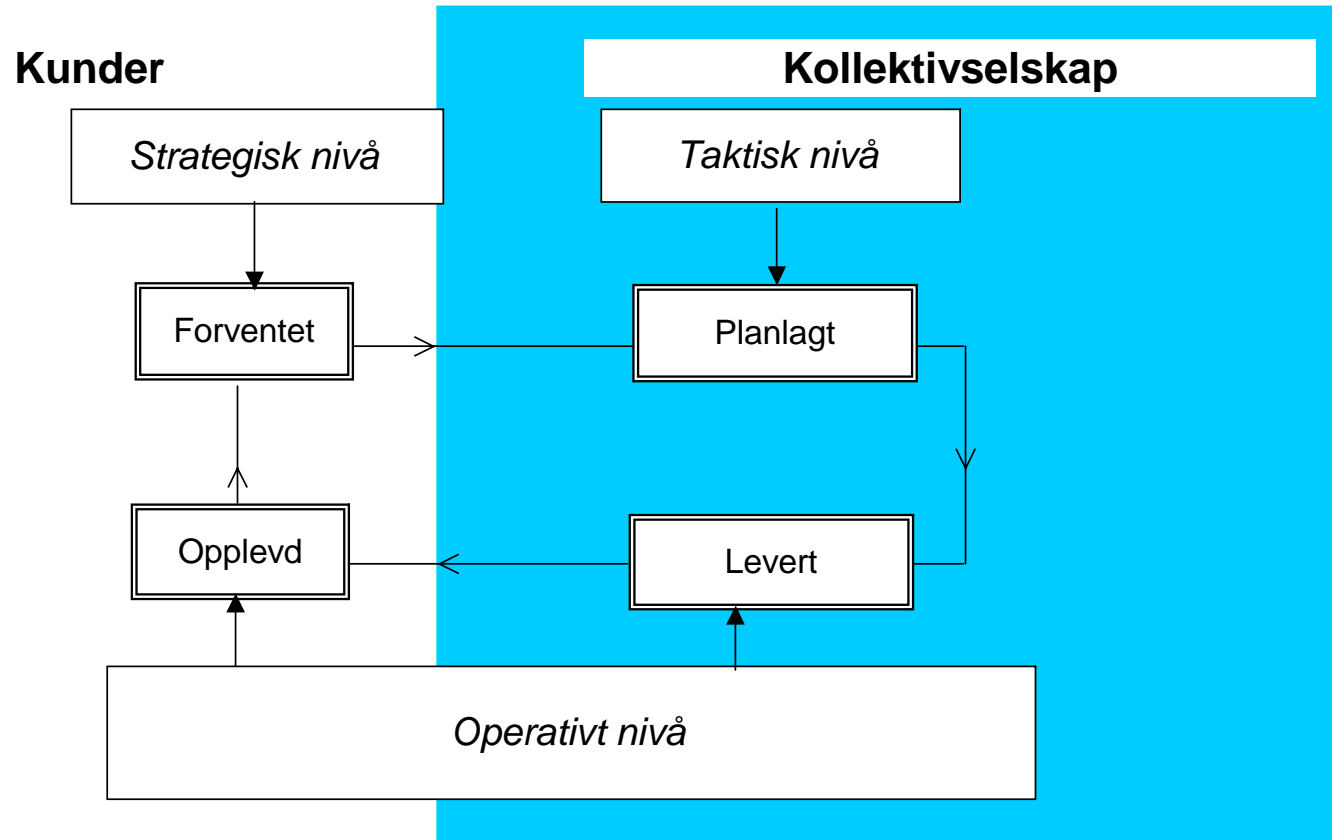 Kunder
Kollektivselskap
Strategisk nivå
Taktisk nivå
Forventet
Planlagt
Opplevd
Levert
Operativt nivå